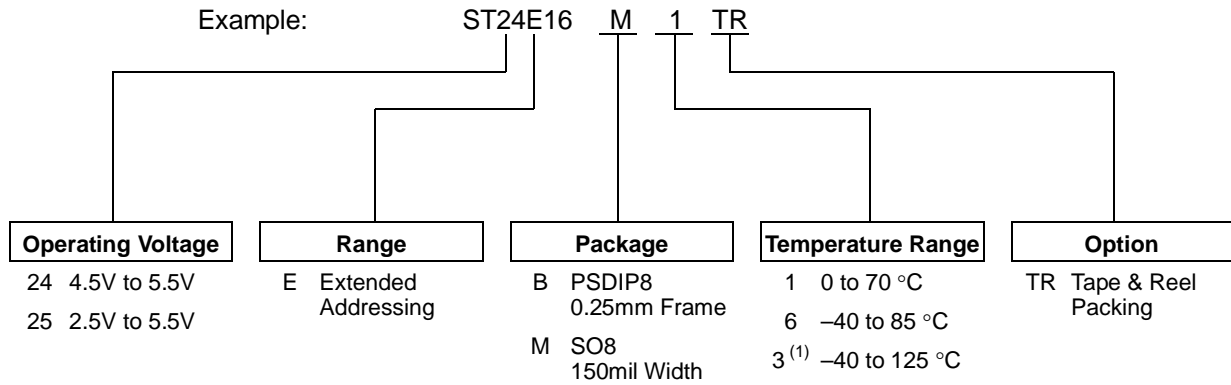 Example: ST24E16 M 1 TR
Operating Voltage
24 4.5V to 5.5V
25 2.5V to 5.5V
Range
E Extended
Addressing
Package
B PSDIP8
0.25mm Frame
M SO8
150mil Width
Temperature Range
1 0 to 70 °C
6 –40 to 85 °C
3 (1) –40 to 125 °C
Option
TR Tape & Reel
Packing